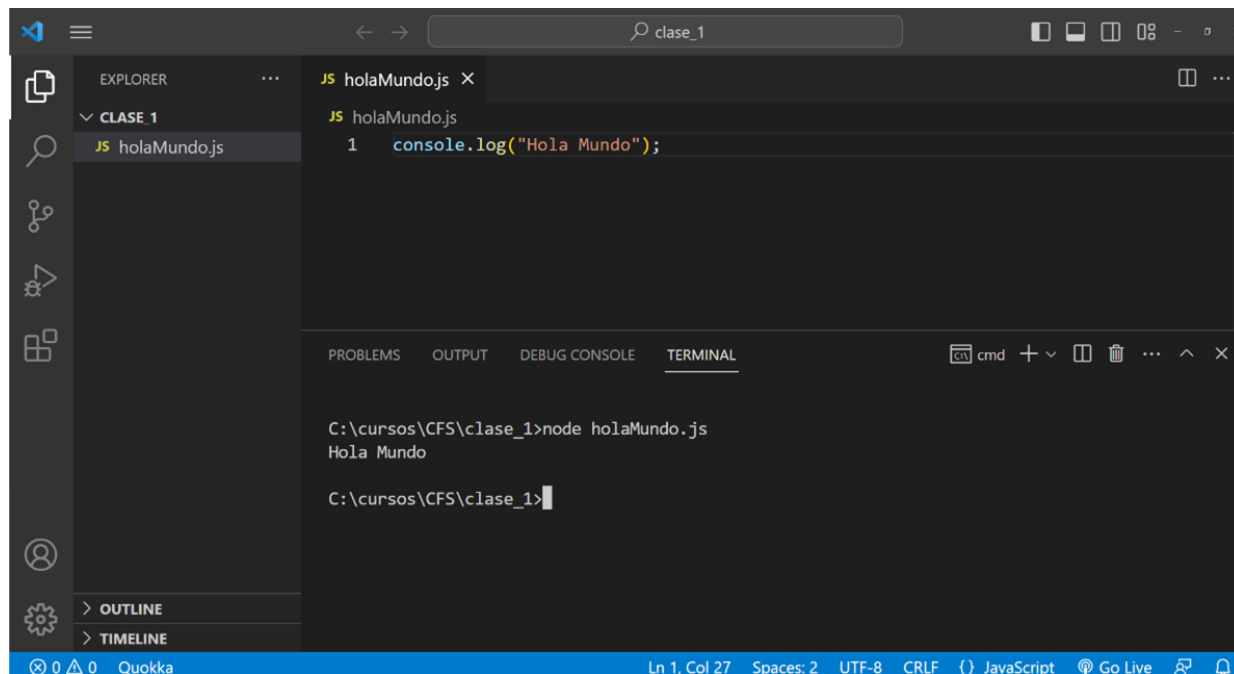 clase_1
EXPLORER
CLASE_1
JS holaMundo.js
JS holaMundo.js
JS holaMundo.js
1 console.log("Hola Mundo");
PROBLEMS OUTPUT DEBUG CONSOLE TERMINAL
cmd
C:\cursos\CFS\clase_1>node holaMundo.js
Hola Mundo
C:\cursos\CFS\clase_1>
OUTLINE
TIMELINE
0 0 Quokka Ln 1, Col 27 Spaces: 2 UTF-8 CRLF {} JavaScript Go Live